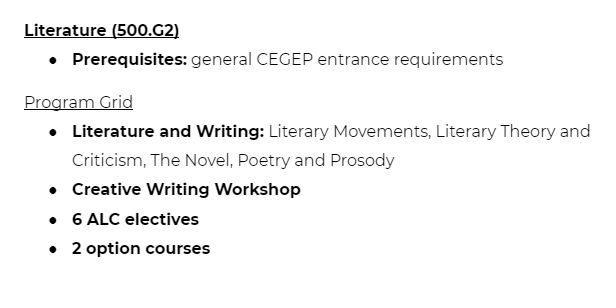 Literature (500.G2)
• Prerequisites: general CEGEP entrance requirements
Program Grid
• Literature and Writing: Literary Movements, Literary Theory and
Criticism, The Novel, Poetry and Prosody
• Creative Writing Workshop
• 6 ALC electives
• 2 option courses